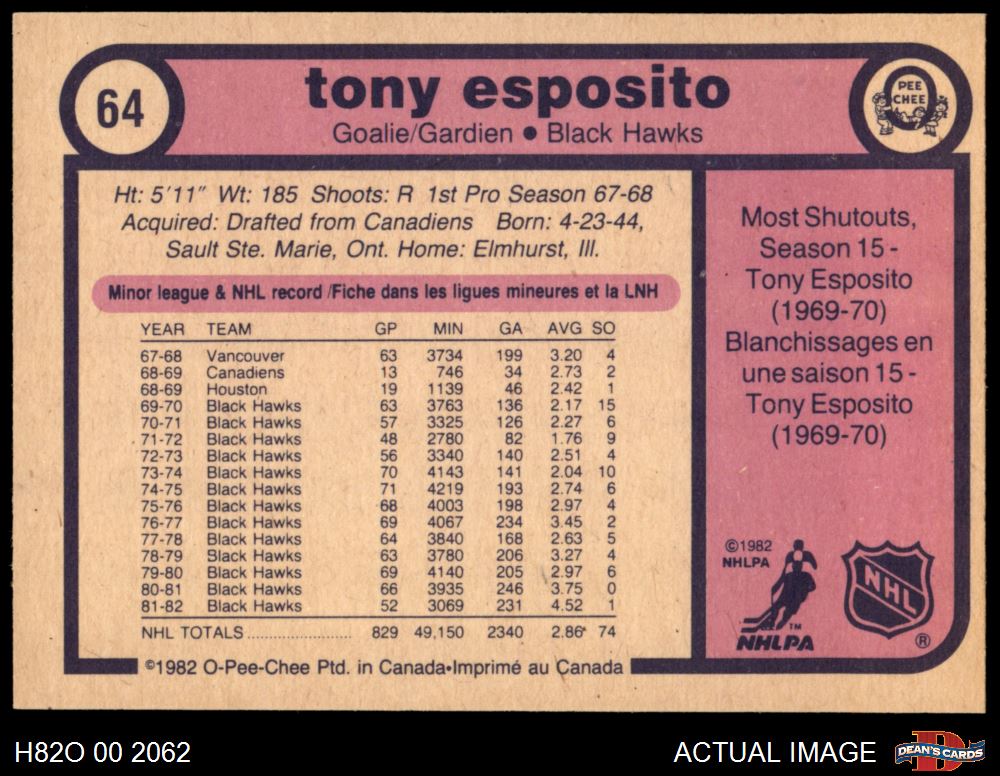 64
tony esposito
Goalie/Gardien • Black Hawks
PEE
CHEE
Ht: 5'11" Wt: 185 Shoots: R 1st Pro Season 67-68
Acquired: Drafted from Canadiens Born: 4-23-44,
Sault Ste. Marie, Ont. Home: Elmhurst, Ill.
Minor league & NHL record /Fiche dans les ligues mineures et la LNH
YEAR TEAM GP MIN GA AVG SO
67-68 Vancouver 63 3734 199 3.20 4
68-69 Canadiens 13 746 34 2.73 2
68-69 Houston 19 1139 46 2.42 1
69-70 Black Hawks 63 3763 136 2.17 15
70-71 Black Hawks 57 3325 126 2.27 6
71-72 Black Hawks 48 2780 82 1.76 9
72-73 Black Hawks 56 3340 140 2.51 4
73-74 Black Hawks 70 4143 141 2.04 10
74-75 Black Hawks 71 4219 193 2.74 6
75-76 Black Hawks 68 4003 198 2.97 4
76-77 Black Hawks 69 4067 234 3.45 2
77-78 Black Hawks 64 3840 168 2.63 5
78-79 Black Hawks 63 3780 206 3.27 4
79-80 Black Hawks 69 4140 205 2.97 6
80-81 Black Hawks 66 3935 246 3.75 0
81-82 Black Hawks 52 3069 231 4.52 1
NHL TOTALS.................... 829 49,150 2340 2.86* 74
©1982 O-Pee-Chee Ptd. in Canada•Imprimé au Canada
Most Shutouts,
Season 15 -
Tony Esposito
(1969-70)
Blanchissages en
une saison 15 -
Tony Esposito
(1969-70)
©1982
NHLPA
TM
NHLPA
NHL
®
H82O 00 2062
ACTUAL IMAGE
D
DEAN'S CARDS